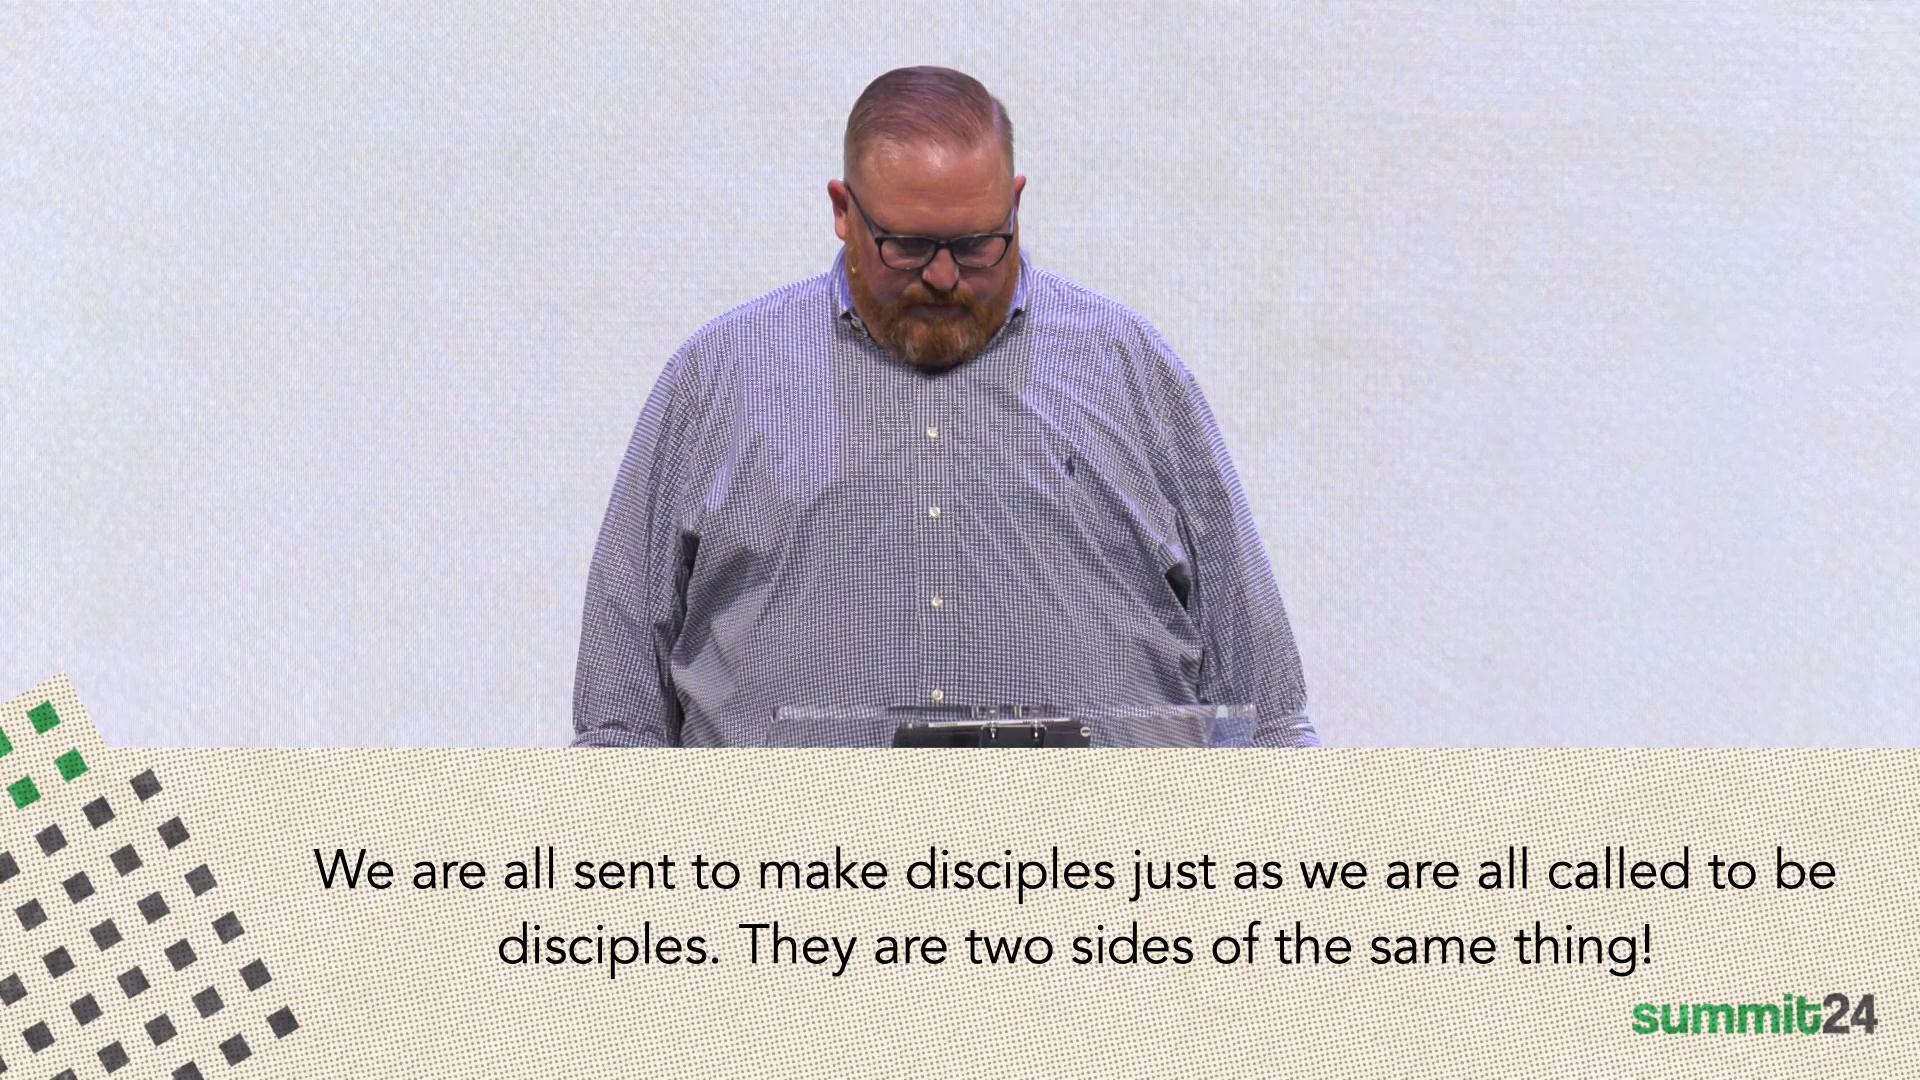 We are all sent to make disciples just as we are all called to be
disciples. They are two sides of the same thing!
summit24